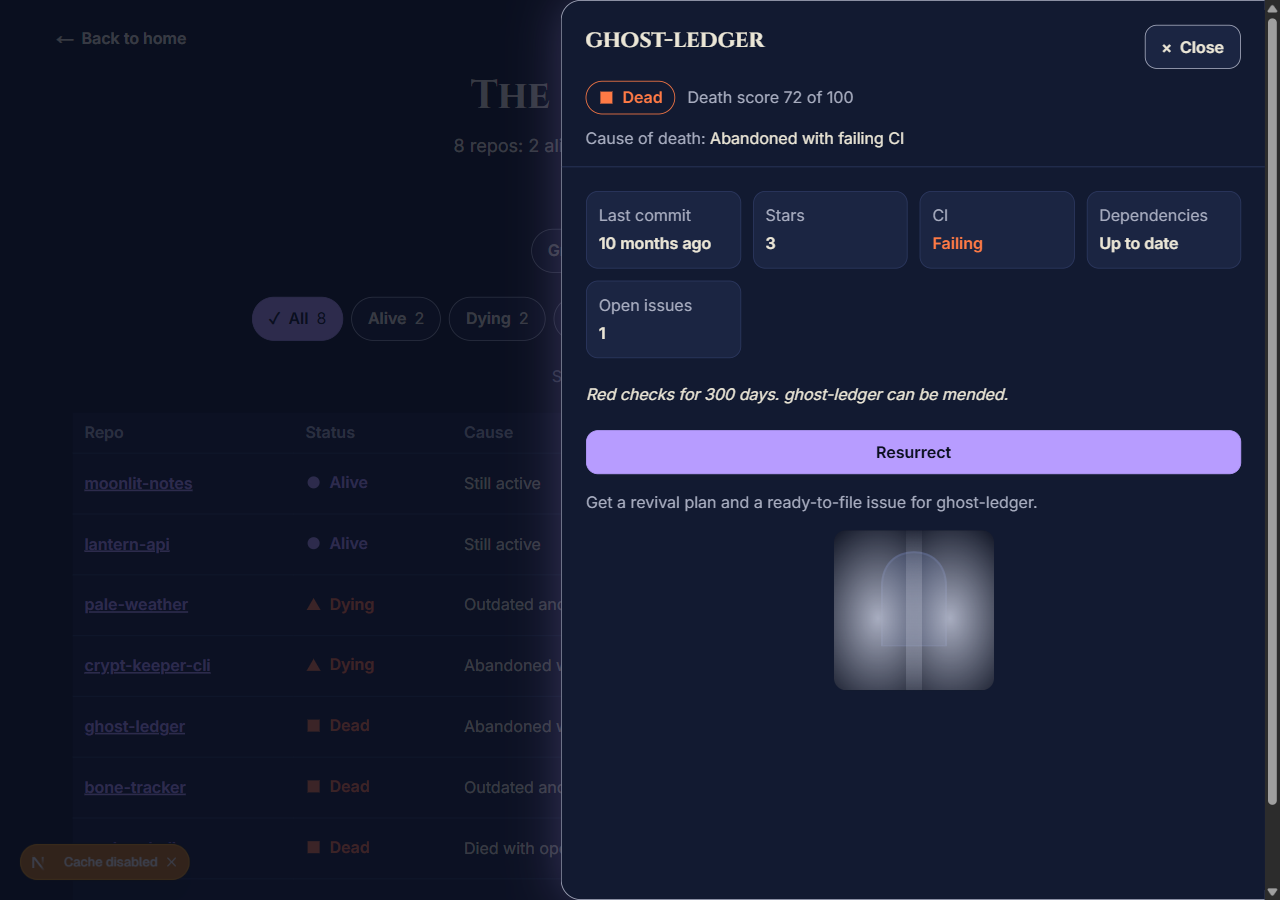 ← Back to home
THE
8 repos: 2 ali
G
✓ All 8
Alive 2
Dying 2
S
Repo Status Cause
moonlit-notes Alive Still active
lantern-api Alive Still active
pale-weather Dying Outdated and
crypt-keeper-cli Dying Abandoned w
ghost-ledger Dead Abandoned w
bone-tracker Dead Outdated and
Dead Died with ope
N Cache disabled ×
GHOST-LEDGER
× Close
Dead Death score 72 of 100
Cause of death: Abandoned with failing CI
Last commit
10 months ago
Stars
3
CI
Failing
Dependencies
Up to date
Open issues
1
Red checks for 300 days. ghost-ledger can be mended.
Resurrect
Get a revival plan and a ready-to-file issue for ghost-ledger.